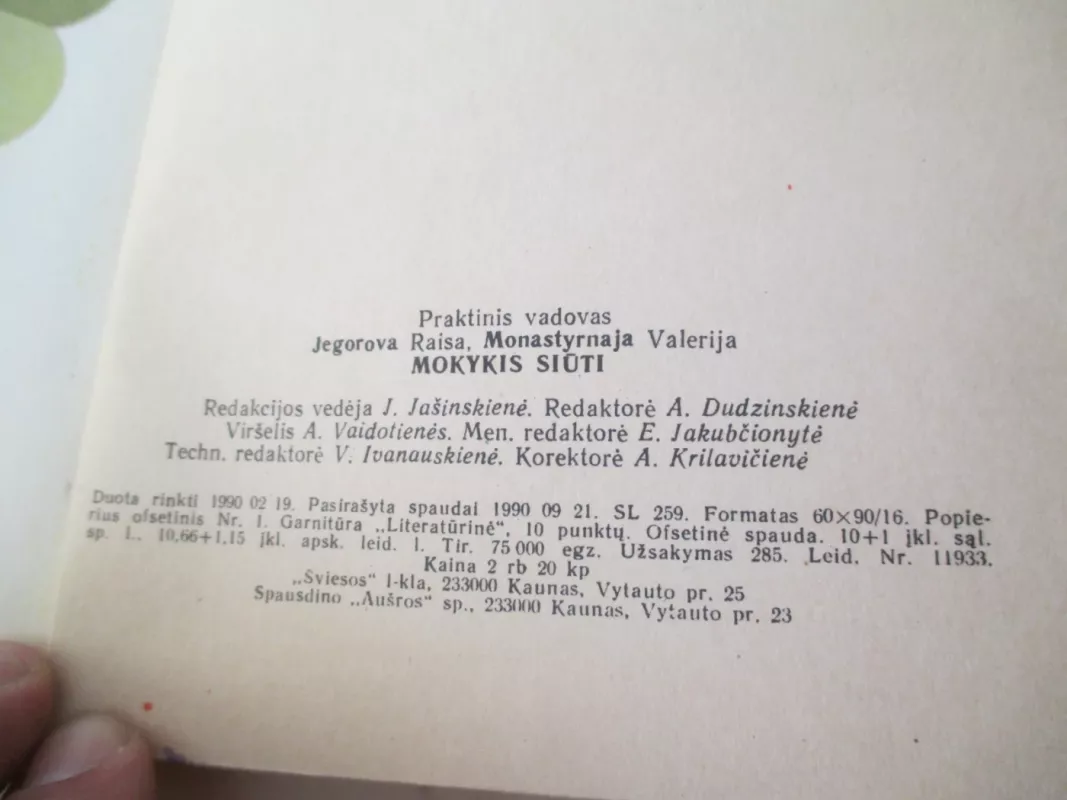 Praktinis vadovas
Jegorova Raisa, Monastyrnaja Valerija
MOKYKIS SIŪTI
Redakcijos vedėja J. Jašinskienė. Redaktorė A. Dudzinskienė
Viršelis A. Vaidotienės. Men. redaktorė E. Jakubčionytė
Techn. redaktorė V. Ivanauskienė. Korektorė A. Krilavičienė
Duota rinkti 1990 02 19. Pasirašyta spaudai 1990 09 21. SL 259. Formatas 60×90/16. Popie-
rius ofsetinis Nr. 1. Garnitūra „Literatūrinė“, 10 punktų. Ofsetinė spauda. 10+1 įkl. sąl.
sp. l., 10,66+1,15 įkl. apsk. leid. l. Tir. 75 000 egz. Užsakymas 285. Leid. Nr. 11933.
Kaina 2 rb 20 kp
„Šviesos“ l-kla, 233000 Kaunas, Vytauto pr. 25
Spausdino „Aušros“ sp., 233000 Kaunas, Vytauto pr. 23